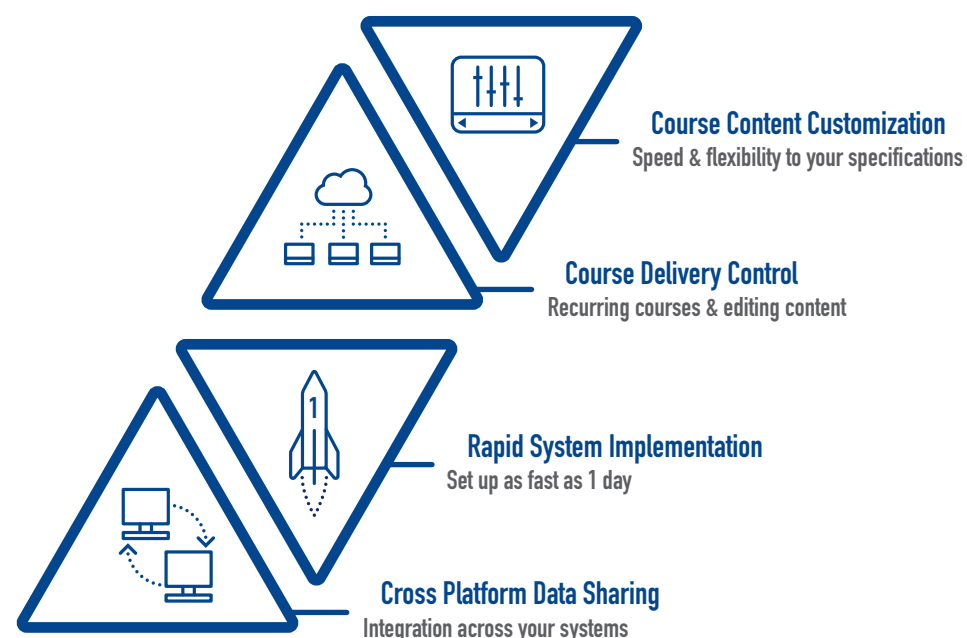 Course Content Customization
Speed & flexibility to your specifications
Course Delivery Control
Recurring courses & editing content
1
Rapid System Implementation
Set up as fast as 1 day
Cross Platform Data Sharing
Integration across your systems